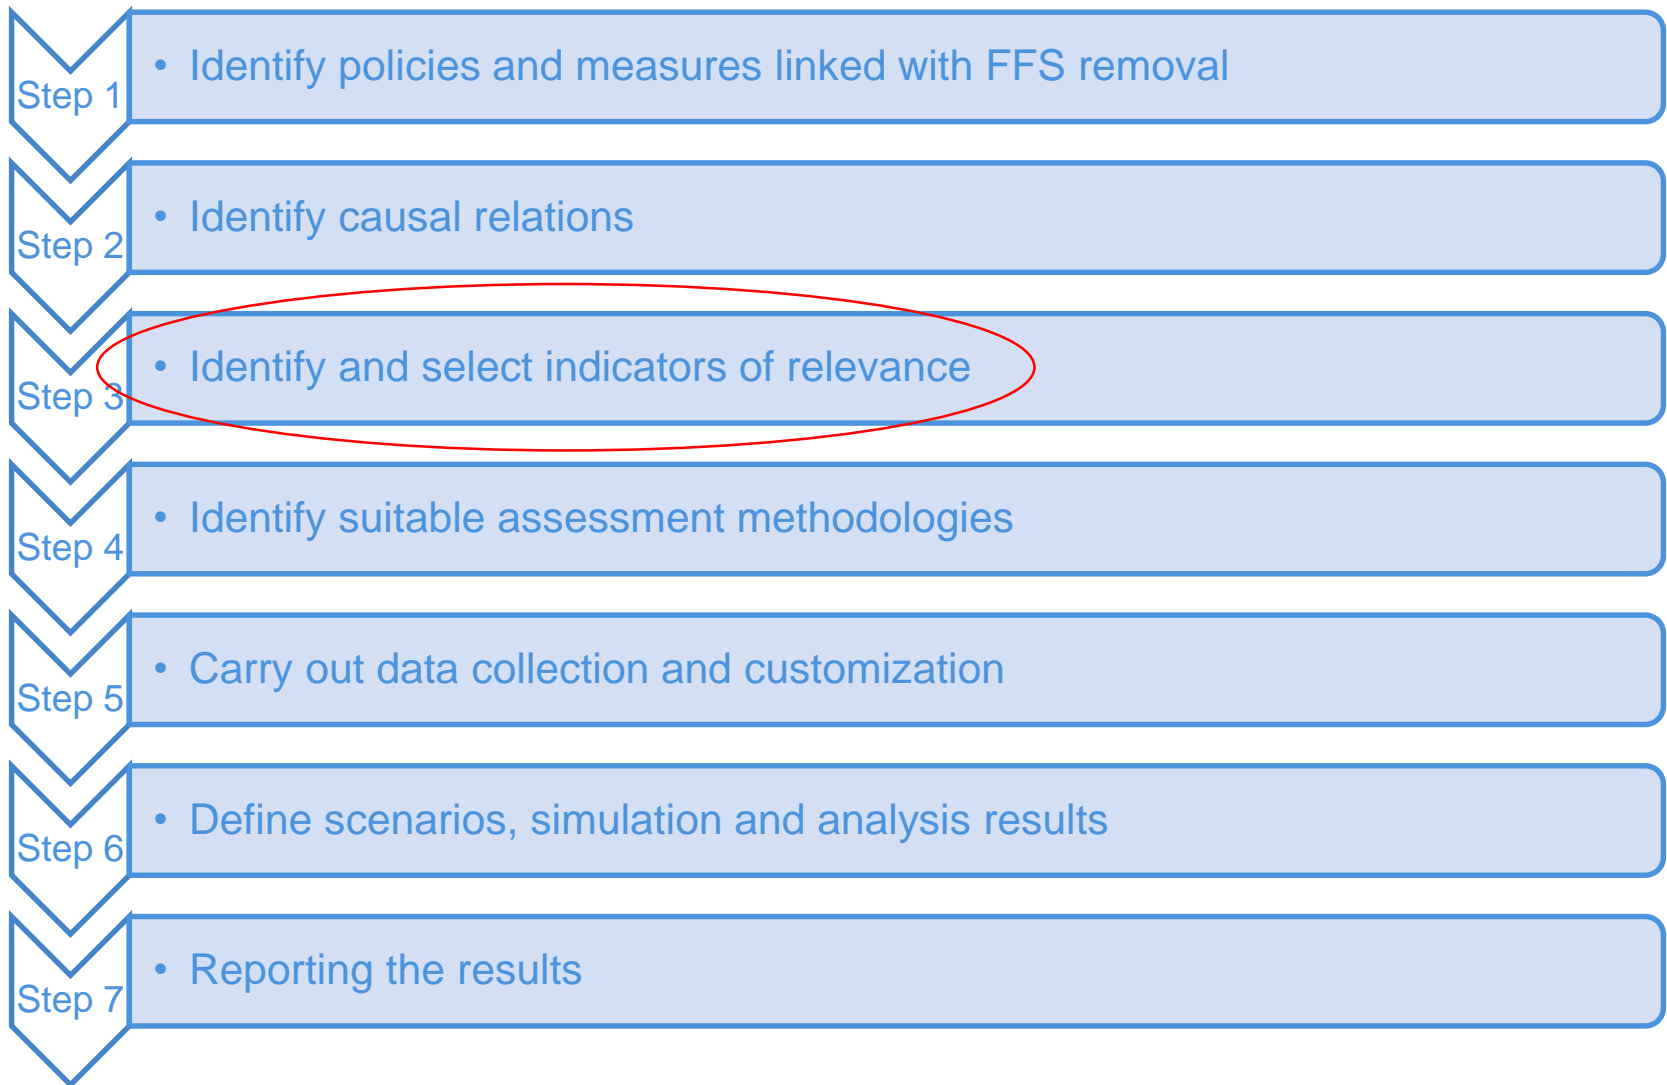 Step 1
• Identify policies and measures linked with FFS removal
Step 2
• Identify causal relations
Step 3
• Identify and select indicators of relevance
Step 4
• Identify suitable assessment methodologies
Step 5
• Carry out data collection and customization
Step 6
• Define scenarios, simulation and analysis results
Step 7
• Reporting the results